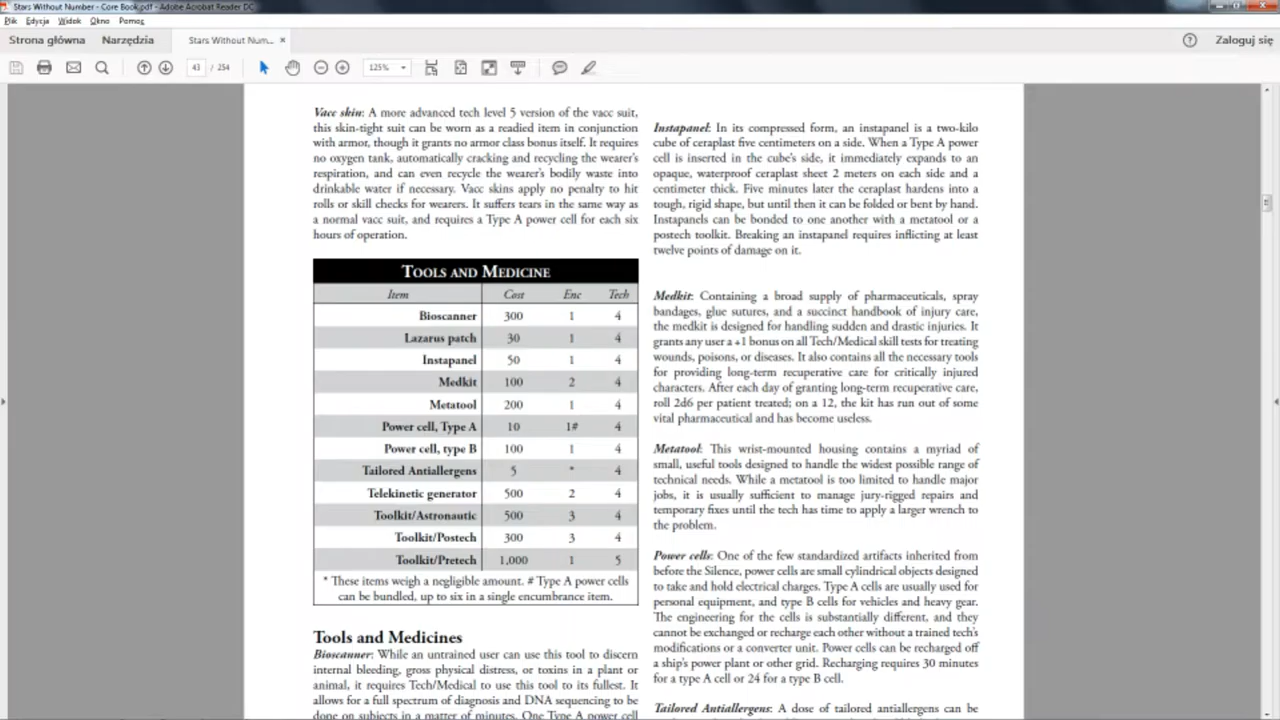 Stars Without Number - Core Book.pdf - Adobe Acrobat Reader DC
Plik Edycja Widok Okno Pomoc
Strona główna Narzędzia Stars Without Num... × Zaloguj się
43 / 254 125%
Vacc skin: A more advanced tech level 5 version of the vacc suit,
this skin-tight suit can be worn as a readied item in conjunction
with armor, though it grants no armor class bonus itself. It requires
no oxygen tank, automatically cracking and recycling the wearer's
respiration, and can even recycle the wearer's bodily waste into
drinkable water if necessary. Vacc skins apply no penalty to hit
rolls or skill checks for wearers. It suffers tears in the same way as
a normal vacc suit, and requires a Type A power cell for each six
hours of operation.
TOOLS AND MEDICINE
Item Cost Enc Tech
Bioscanner 300 1 4
Lazarus patch 30 1 4
Instapanel 50 1 4
Medkit 100 2 4
Metatool 200 1 4
Power cell, Type A 10 1# 4
Power cell, type B 100 1 4
Tailored Antiallergens 5 * 4
Telekinetic generator 500 2 4
Toolkit/Astronautic 500 3 4
Toolkit/Postech 300 3 4
Toolkit/Pretech 1,000 1 5
* These items weigh a negligible amount. # Type A power cells
can be bundled, up to six in a single encumbrance item.
Tools and Medicines
Bioscanner: While an untrained user can use this tool to discern
internal bleeding, gross physical distress, or toxins in a plant or
animal, it requires Tech/Medical to use this tool to its fullest. It
allows for a full spectrum of diagnosis and DNA sequencing to be
done on subjects in a matter of minutes. One Type A power cell
Instapanel: In its compressed form, an instapanel is a two-kilo
cube of ceraplast five centimeters on a side. When a Type A power
cell is inserted in the cube's side, it immediately expands to an
opaque, waterproof ceraplast sheet 2 meters on each side and a
centimeter thick. Five minutes later the ceraplast hardens into a
tough, rigid shape, but until then it can be folded or bent by hand.
Instapanels can be bonded to one another with a metatool or a
postech toolkit. Breaking an instapanel requires inflicting at least
twelve points of damage on it.
Medkit: Containing a broad supply of pharmaceuticals, spray
bandages, glue sutures, and a succinct handbook of injury care,
the medkit is designed for handling sudden and drastic injuries. It
grants any user a +1 bonus on all Tech/Medical skill tests for treating
wounds, poisons, or diseases. It also contains all the necessary tools
for providing long-term recuperative care for critically injured
characters. After each day of granting long-term recuperative care,
roll 2d6 per patient treated; on a 12, the kit has run out of some
vital pharmaceutical and has become useless.
Metatool: This wrist-mounted housing contains a myriad of
small, useful tools designed to handle the widest possible range of
technical needs. While a metatool is too limited to handle major
jobs, it is usually sufficient to manage jury-rigged repairs and
temporary fixes until the tech has time to apply a larger wrench to
the problem.
Power cells: One of the few standardized artifacts inherited from
before the Silence, power cells are small cylindrical objects designed
to take and hold electrical charges. Type A cells are usually used for
personal equipment, and type B cells for vehicles and heavy gear.
The engineering for the cells is substantially different, and they
cannot be exchanged or recharge each other without a trained tech's
modifications or a converter unit. Power cells can be recharged off
a ship's power plant or other grid. Recharging requires 30 minutes
for a type A cell or 24 for a type B cell.
Tailored Antiallergens: A dose of tailored antiallergens can be